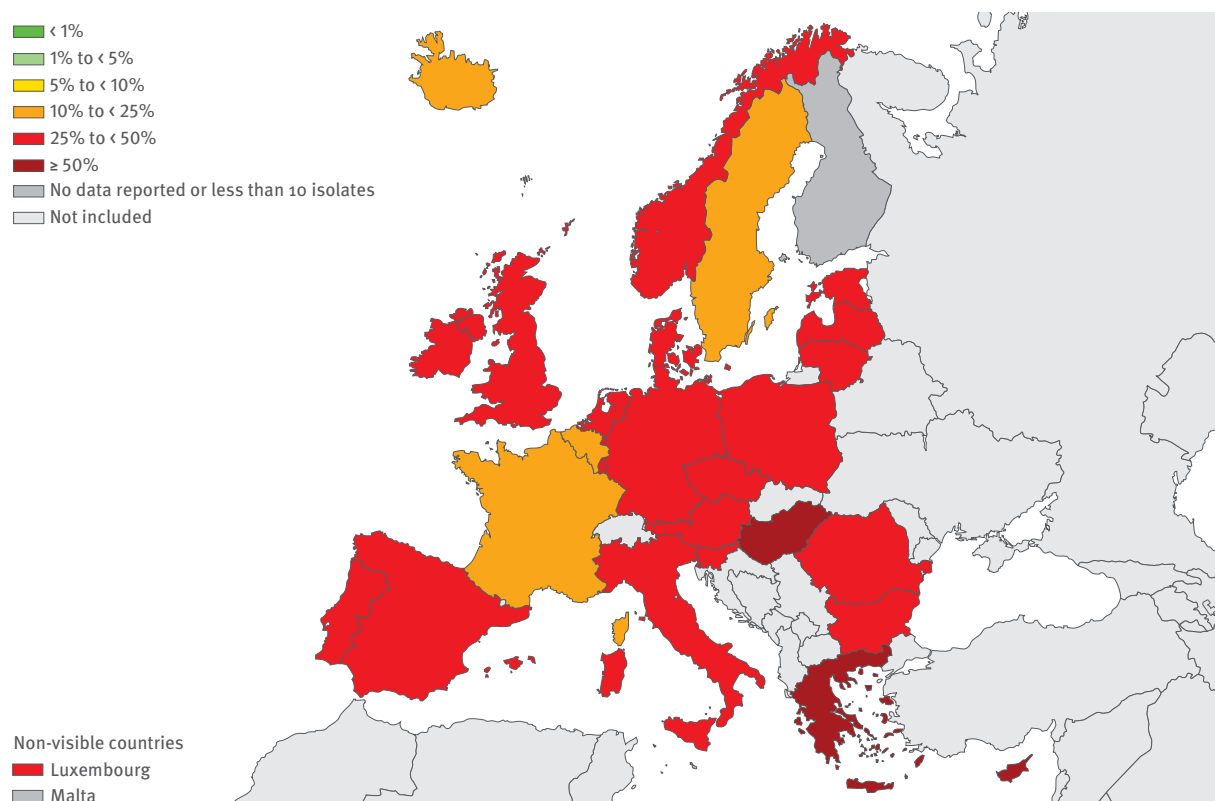 < 1%
1% to < 5%
5% to < 10%
10% to < 25%
25% to < 50%
≥ 50%
No data reported or less than 10 isolates
Not included
Non-visible countries
Luxembourg
Malta